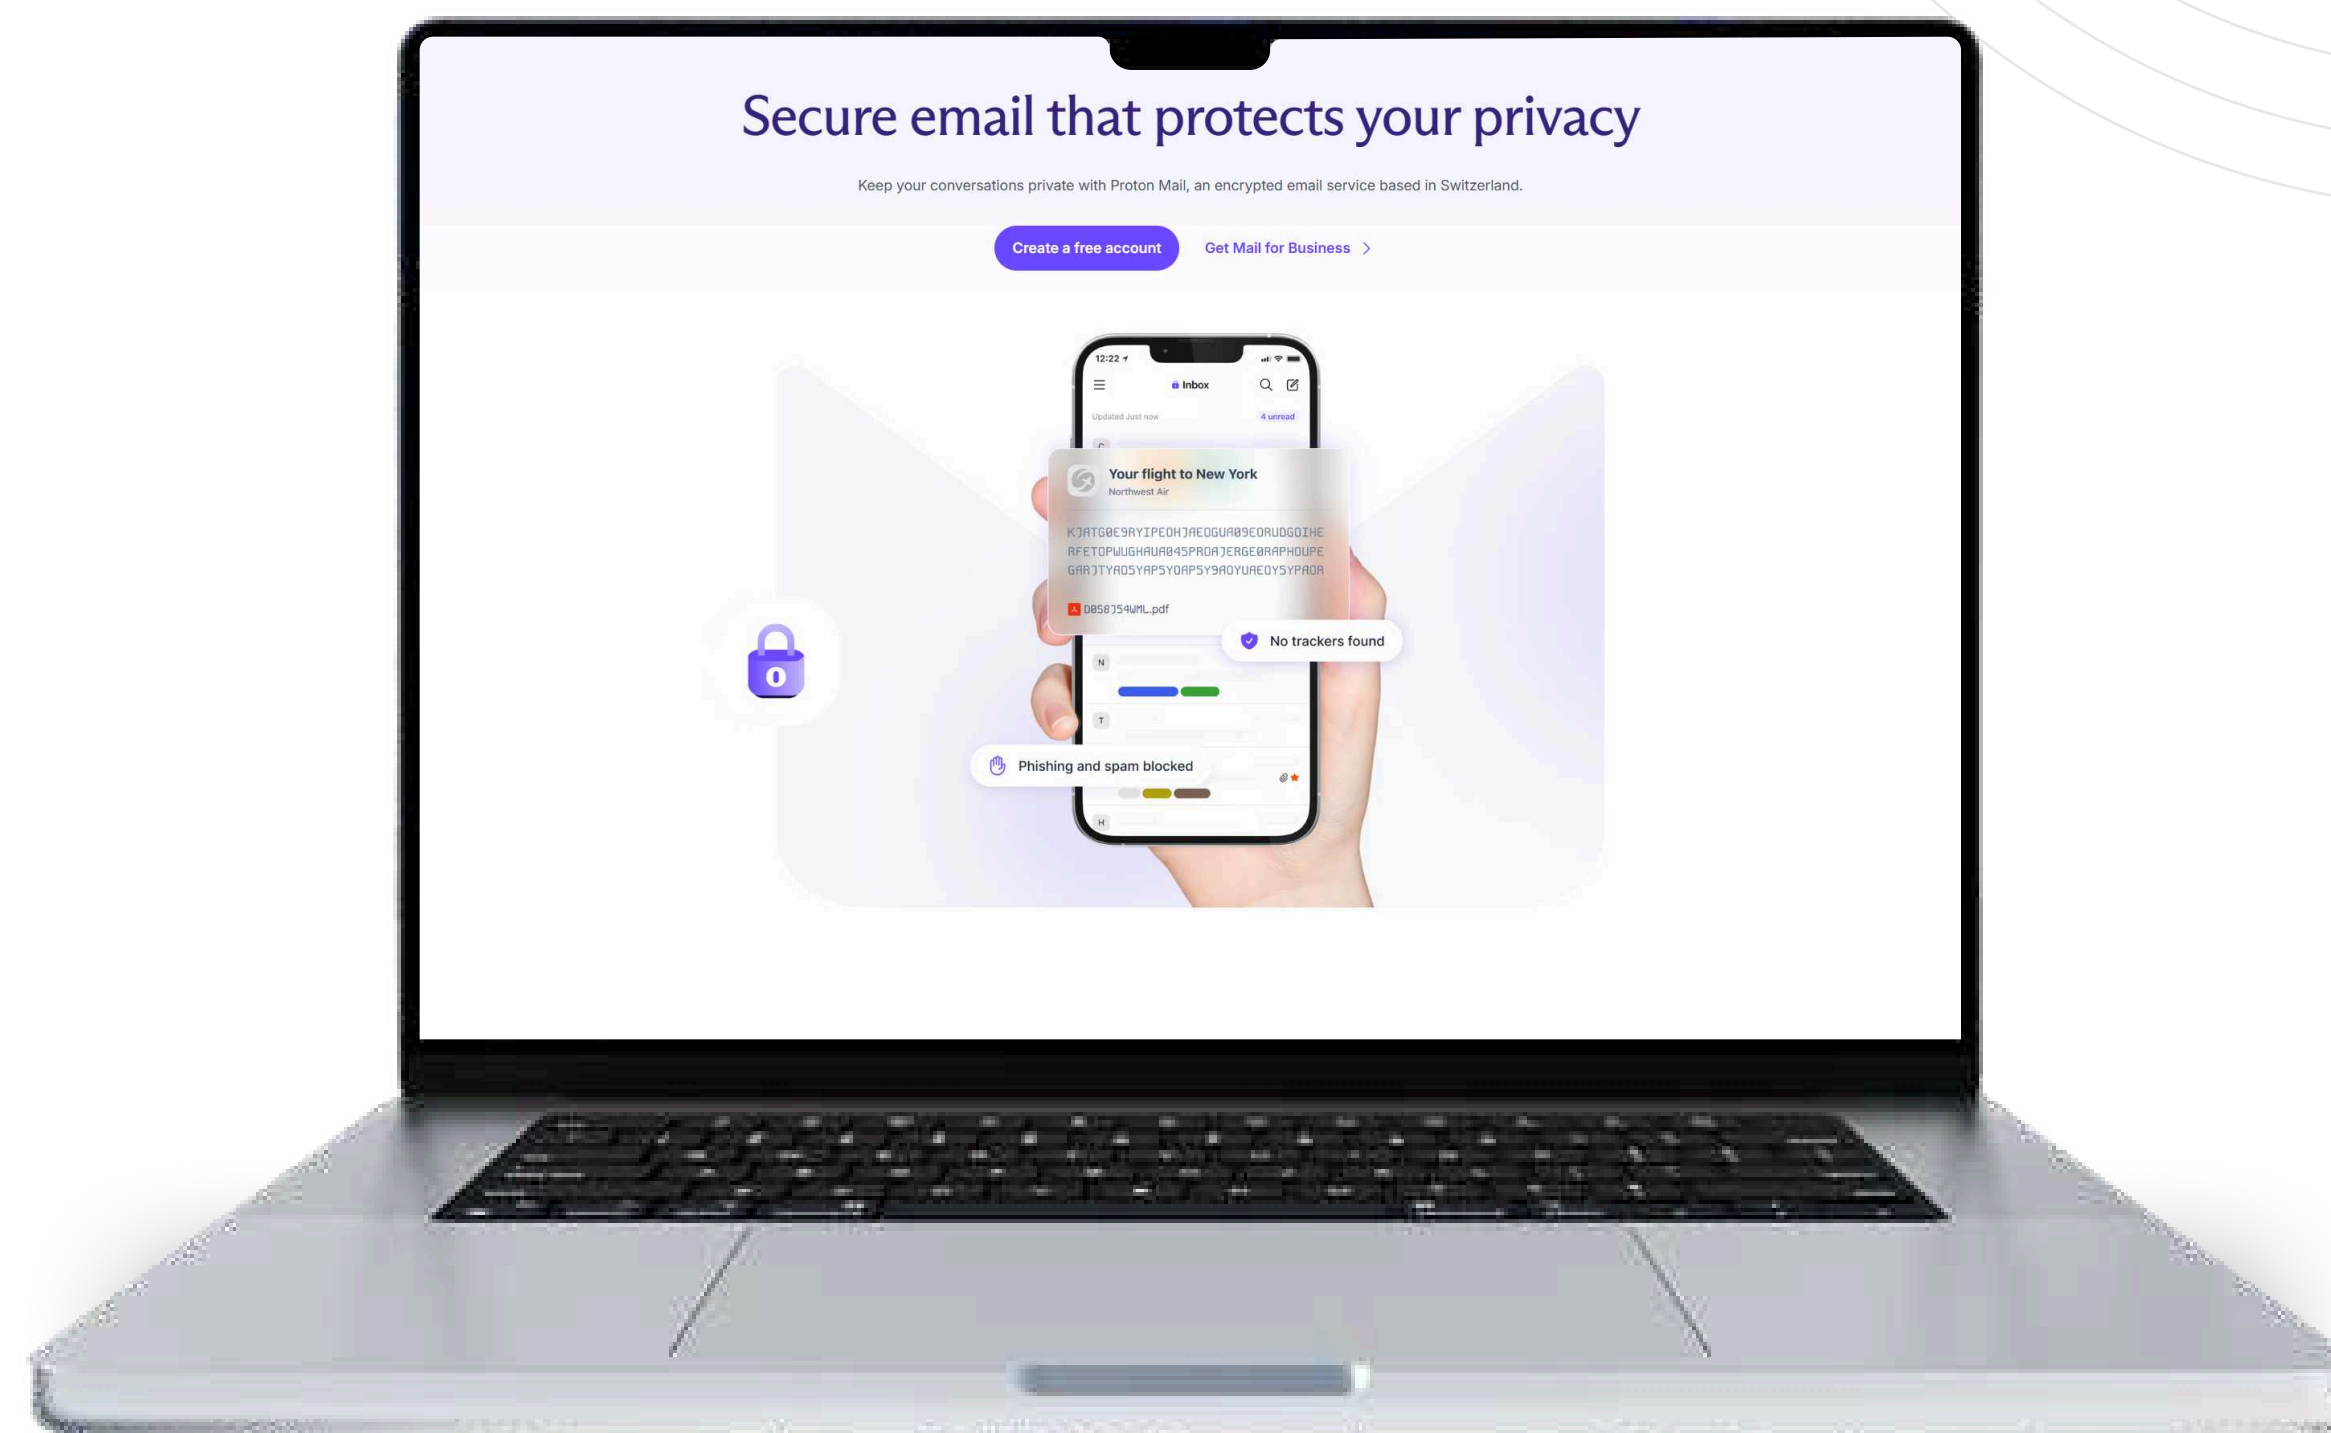 Secure email that protects your privacy
Keep your conversations private with Proton Mail, an encrypted email service based in Switzerland.
Create a free account
Get Mail for Business
12:22
Inbox
Updated Just now
4 unread
C
Your flight to New York
Northwest Air
KJATG0E9RYIPEOHJAEOGUA09EORUDGOIHE
RFETOPWUGHAUA045PROAJERGE0RAPHOUPE
GARJTYAO5YAP5YOAP5Y9AOYUAEOY5YPAOR
D0S8J54WML.pdf
No trackers found
N
T
Phishing and spam blocked
H